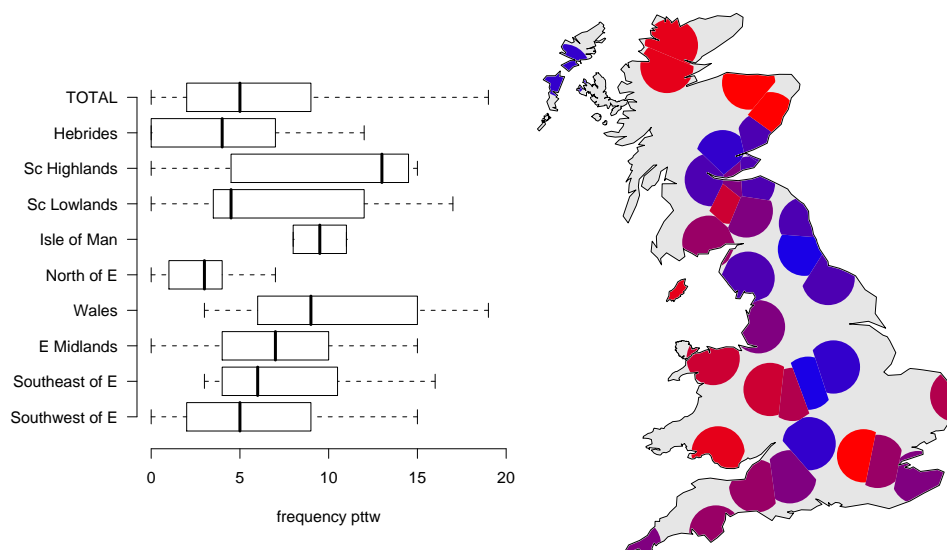 TOTAL
Hebrides
Sc Highlands
Sc Lowlands
Isle of Man
North of E
Wales
E Midlands
Southeast of E
Southwest of E
0 5 10 15 20
frequency pttw